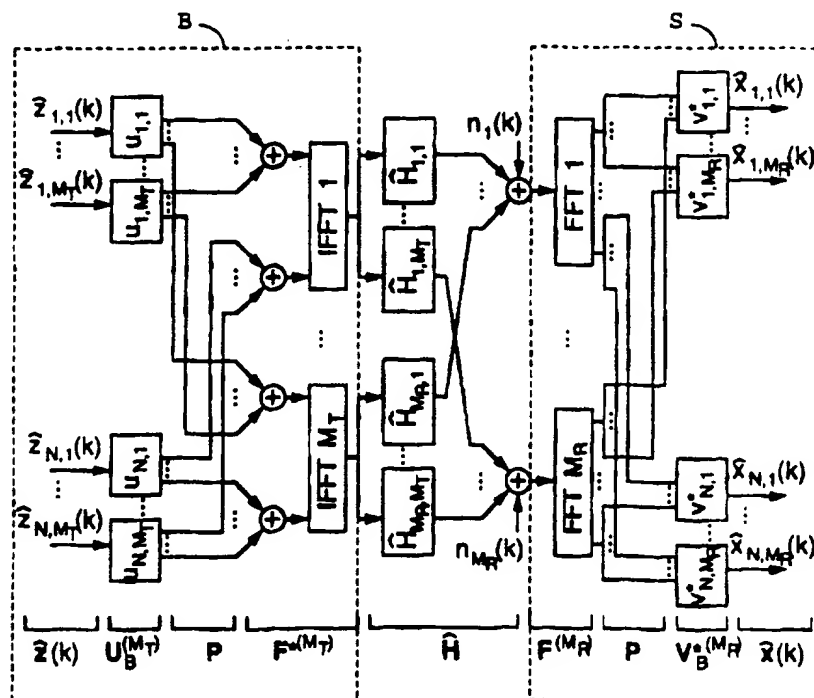 B
S
ẑ1,1(k)
ẑ1,MT(k)
u1,1
u1,MT
IFFT 1
Ĥ1,1
Ĥ1,MT
n1(k)
FFT 1
v*1,1
v*1,MR
x̂1,1(k)
x̂1,MR(k)
ẑN,1(k)
ẑN,MT(k)
uN,1
uN,MT
IFFT MT
ĤMR,1
ĤMR,MT
nMR(k)
FFT MR
v*N,1
v*N,MR
x̂N,1(k)
x̂N,MR(k)
ẑ(k) UB(MT) P F*(MT) Ĥ F(MR) P VB*(MR) x̂(k)